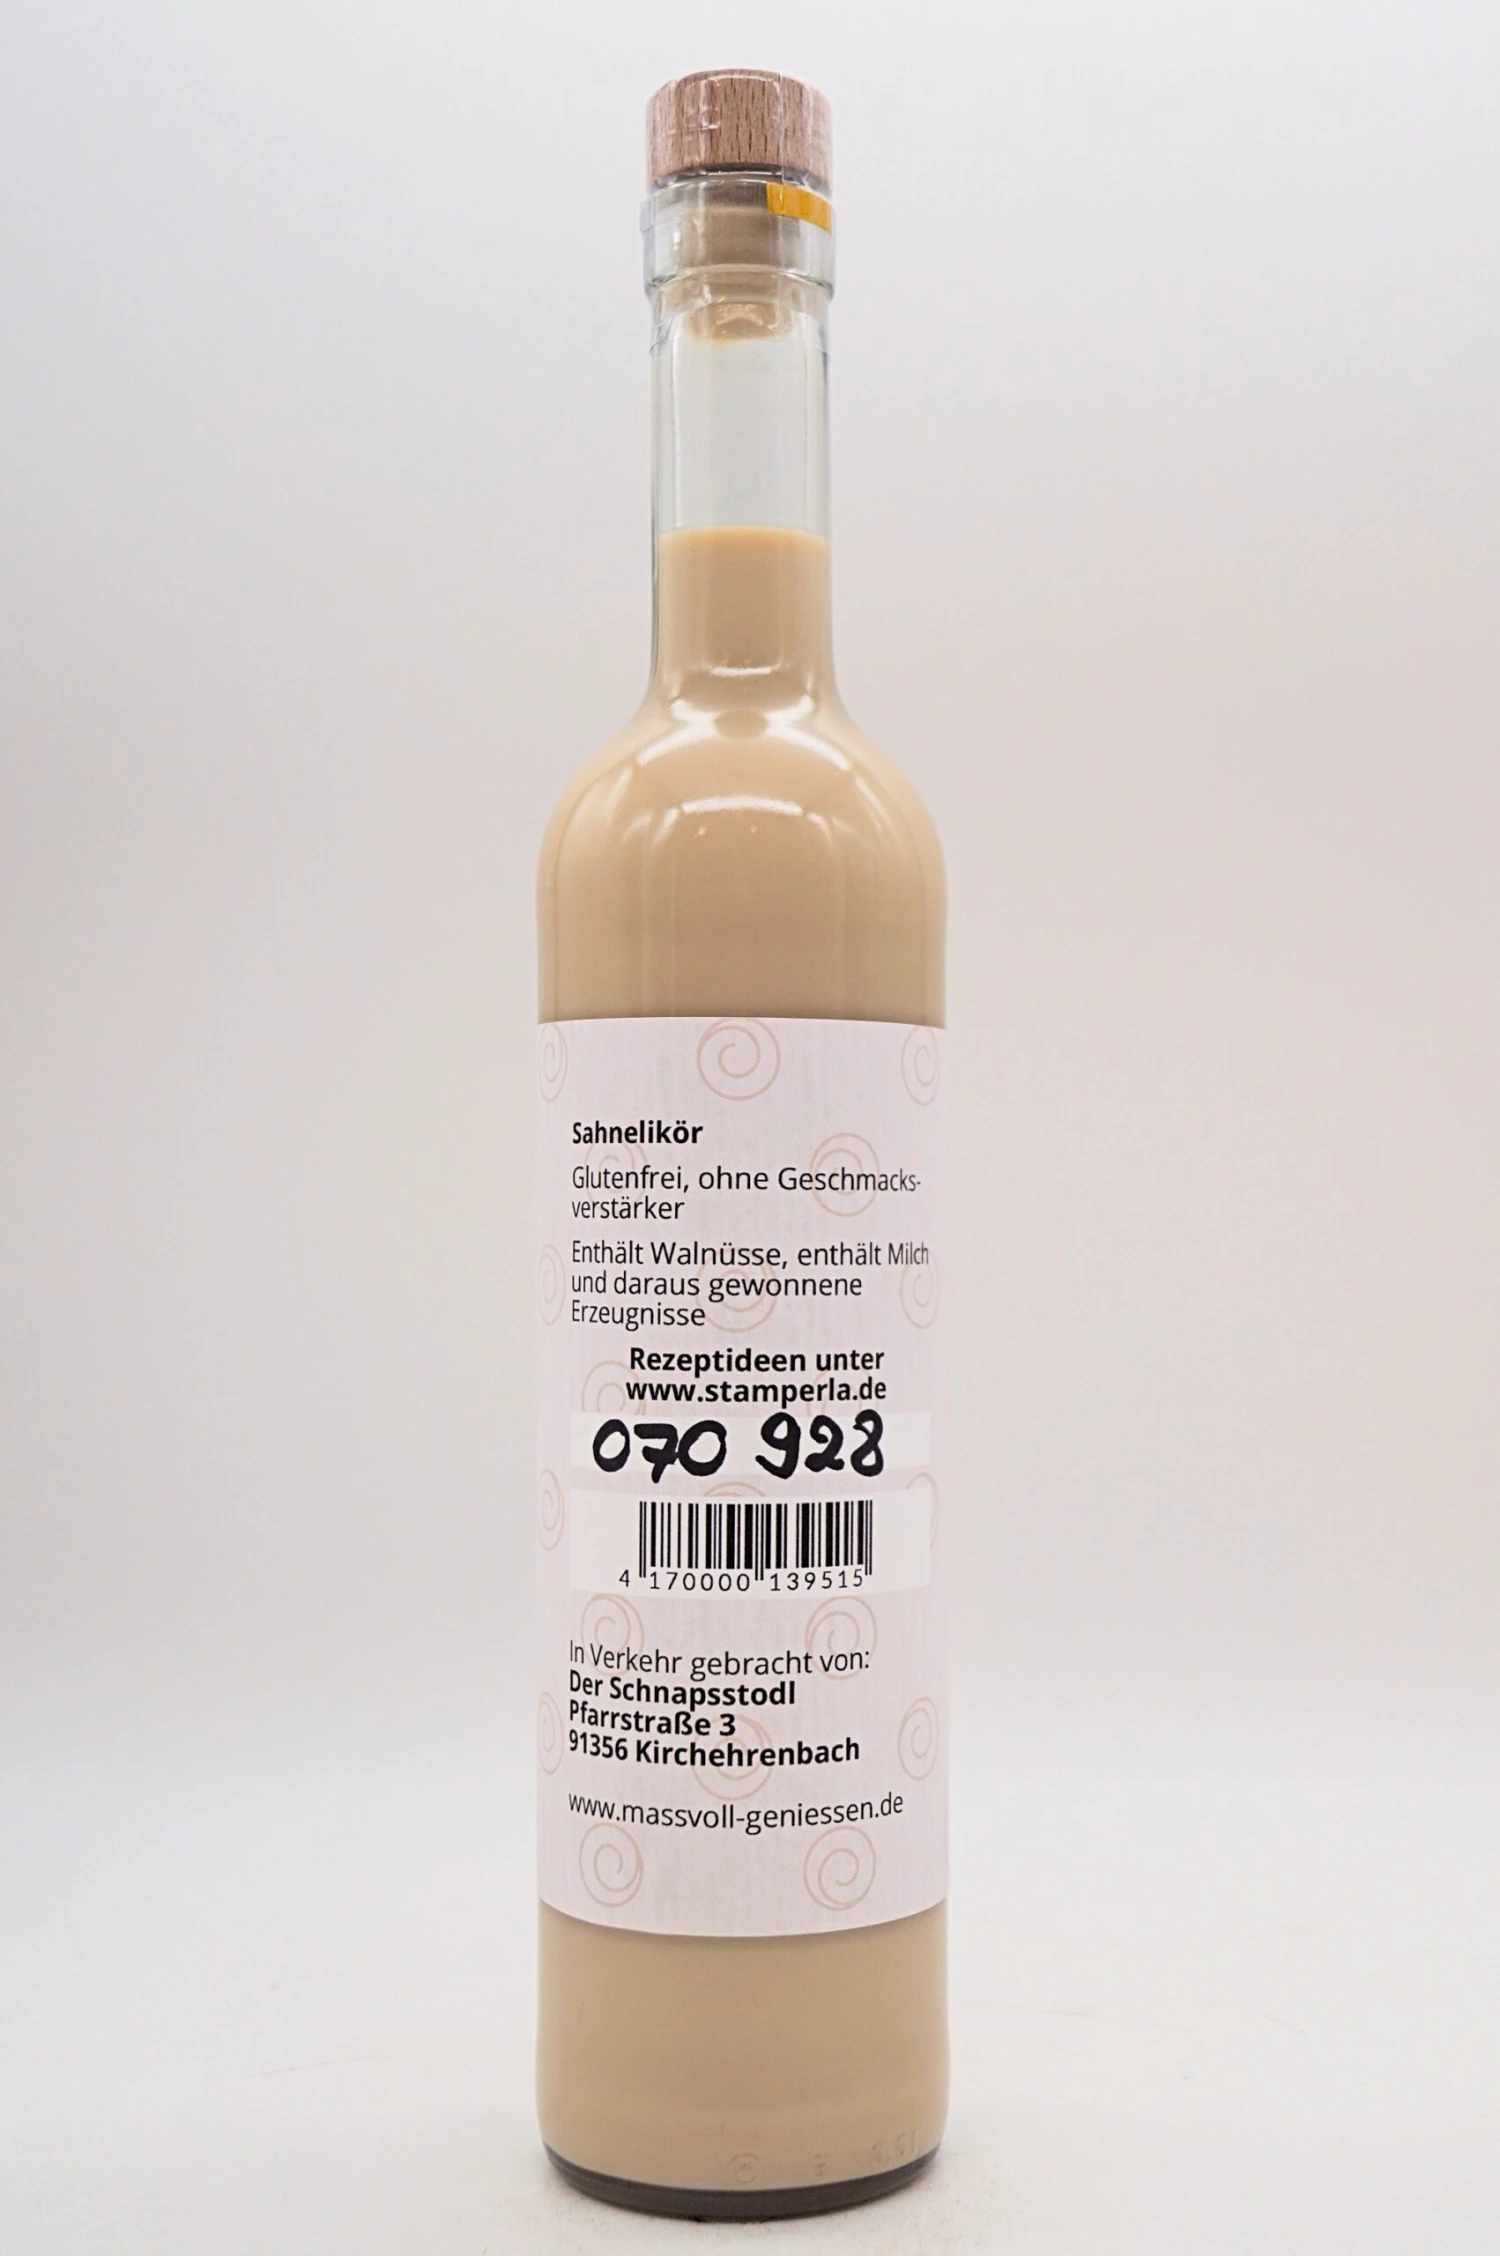 Sahnelikör
Glutenfrei, ohne Geschmacks-
verstärker
Enthält Walnüsse, enthält Milch
und daraus gewonnene
Erzeugnisse
Rezeptideen unter
www.stamperla.de
070 928
4 170000 139515
In Verkehr gebracht von:
Der Schnapsstodl
Pfarrstraße 3
91356 Kirchehrenbach
www.massvoll-geniessen.de